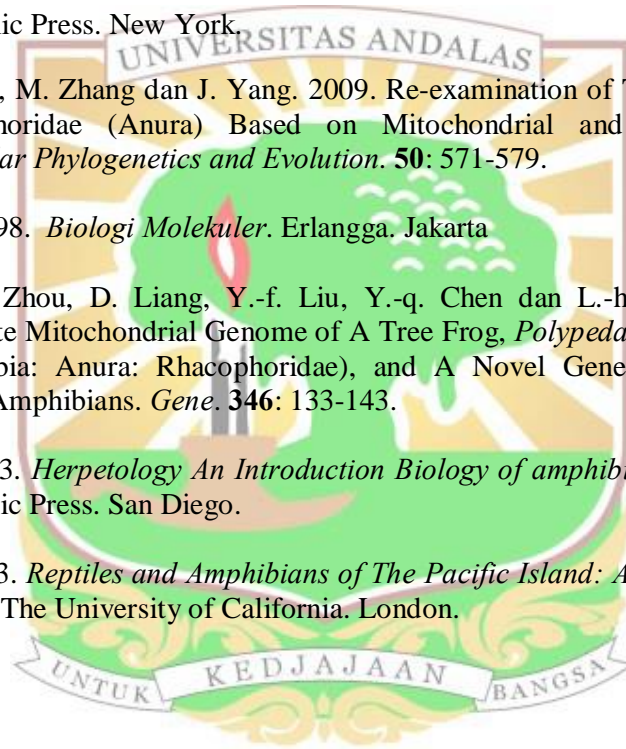 ic Press. New York.
UNIVERSITAS ANDALAS
, M. Zhang dan J. Yang. 2009. Re-examination of
horidae (Anura) Based on Mitochondrial and
ar Phylogenetics and Evolution. 50: 571-579.
98. Biologi Molekuler. Erlangga. Jakarta
Zhou, D. Liang, Y.-f. Liu, Y.-q. Chen dan L.-h
te Mitochondrial Genome of A Tree Frog, Polypeda
bia: Anura: Rhacophoridae), and A Novel Gene
Amphibians. Gene. 346: 133-143.
3. Herpetology An Introduction Biology of amphibi
ic Press. San Diego.
3. Reptiles and Amphibians of The Pacific Island: A
The University of California. London.
UNTUK KEDJAJAAN BANGSA